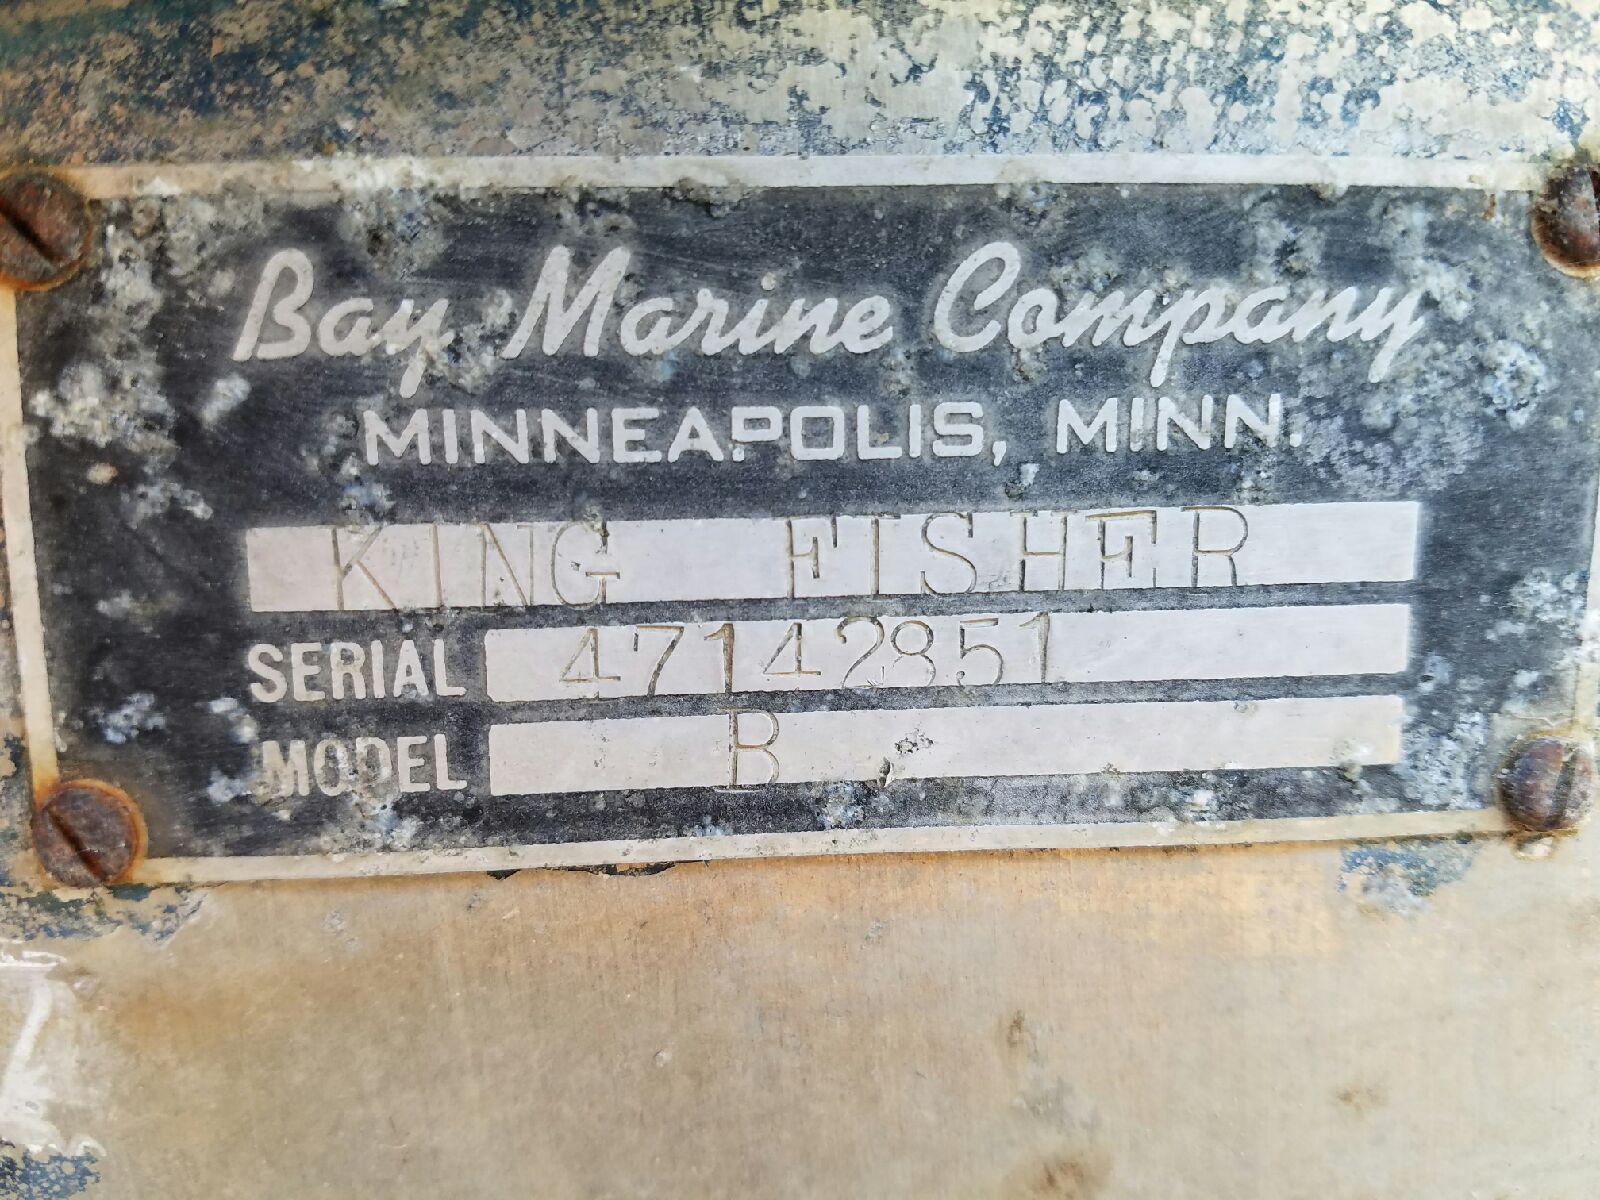 Bay Marine Company
MINNEAPOLIS, MINN.
KING FISHER
SERIAL 47142851
MODEL B